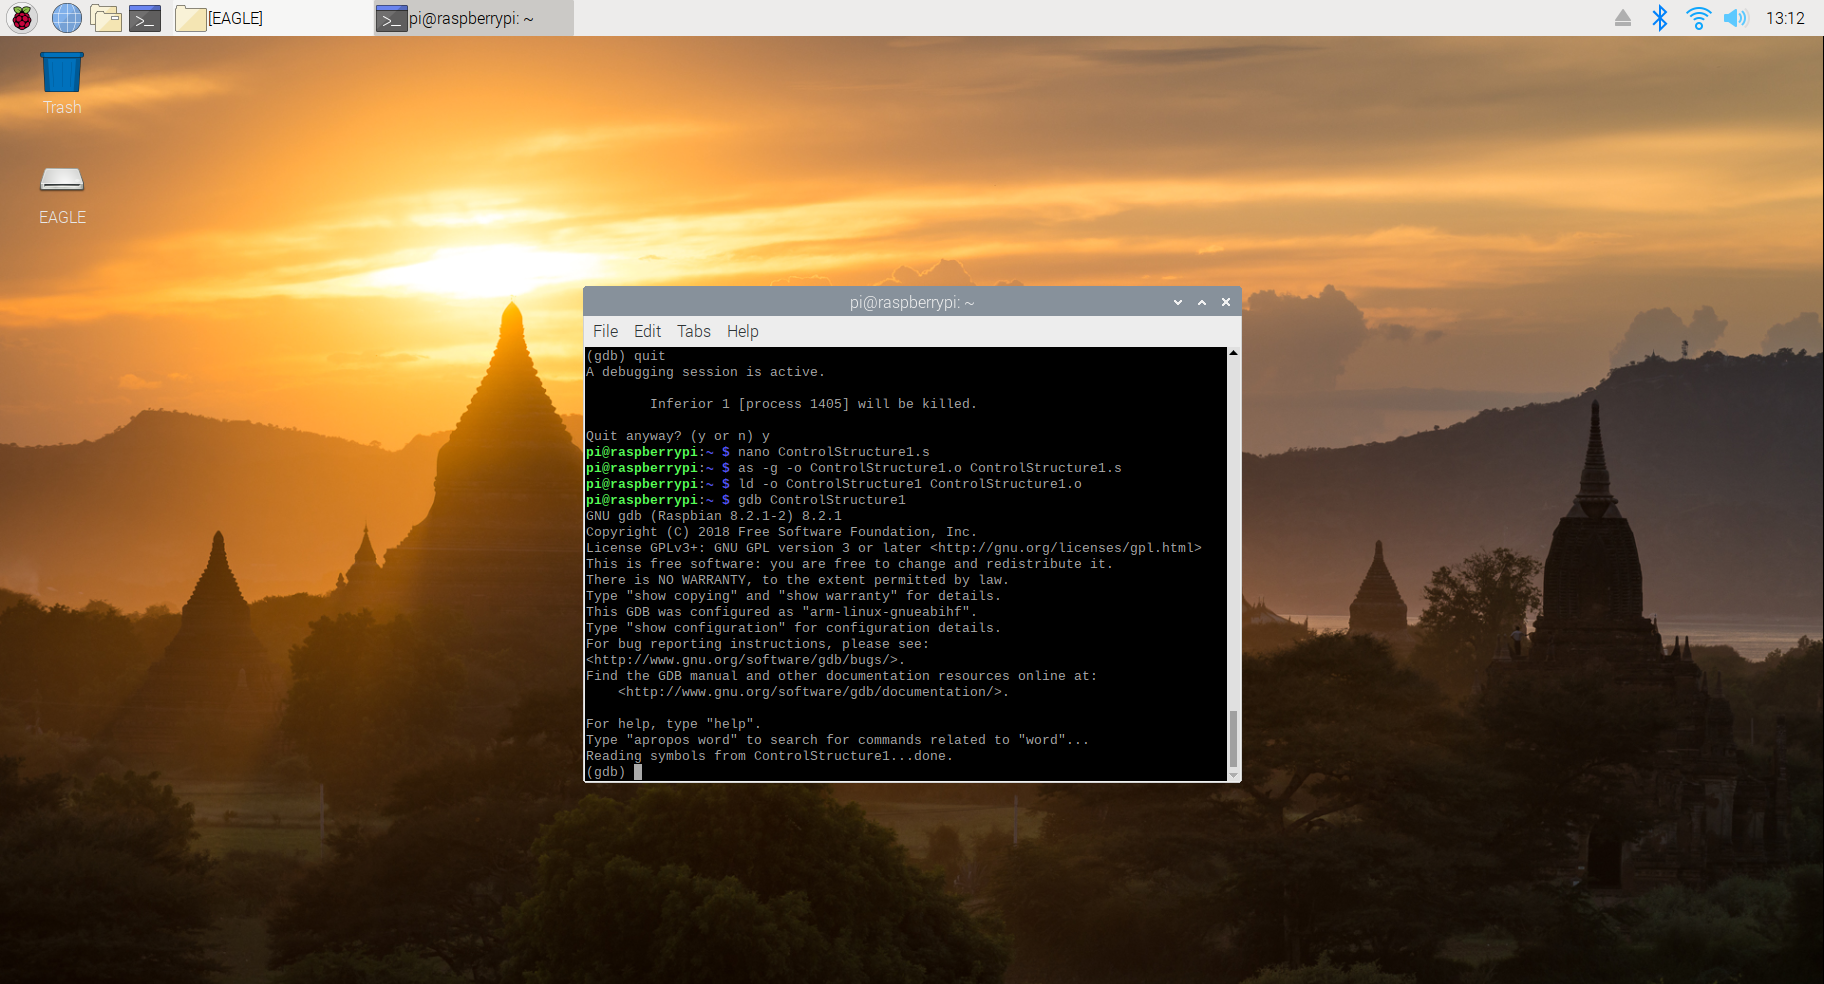 [EAGLE]
pi@raspberrypi: ~
13:12
Trash
EAGLE
pi@raspberrypi: ~
File Edit Tabs Help
(gdb) quit
A debugging session is active.
Inferior 1 [process 1405] will be killed.
Quit anyway? (y or n) y
pi@raspberrypi:~ $ nano ControlStructure1.s
pi@raspberrypi:~ $ as -g -o ControlStructure1.o ControlStructure1.s
pi@raspberrypi:~ $ ld -o ControlStructure1 ControlStructure1.o
pi@raspberrypi:~ $ gdb ControlStructure1
GNU gdb (Raspbian 8.2.1-2) 8.2.1
Copyright (C) 2018 Free Software Foundation, Inc.
License GPLv3+: GNU GPL version 3 or later <http://gnu.org/licenses/gpl.html>
This is free software: you are free to change and redistribute it.
There is NO WARRANTY, to the extent permitted by law.
Type "show copying" and "show warranty" for details.
This GDB was configured as "arm-linux-gnueabihf".
Type "show configuration" for configuration details.
For bug reporting instructions, please see:
<http://www.gnu.org/software/gdb/bugs/>.
Find the GDB manual and other documentation resources online at:
<http://www.gnu.org/software/gdb/documentation/>.
For help, type "help".
Type "apropos word" to search for commands related to "word"...
Reading symbols from ControlStructure1...done.
(gdb)